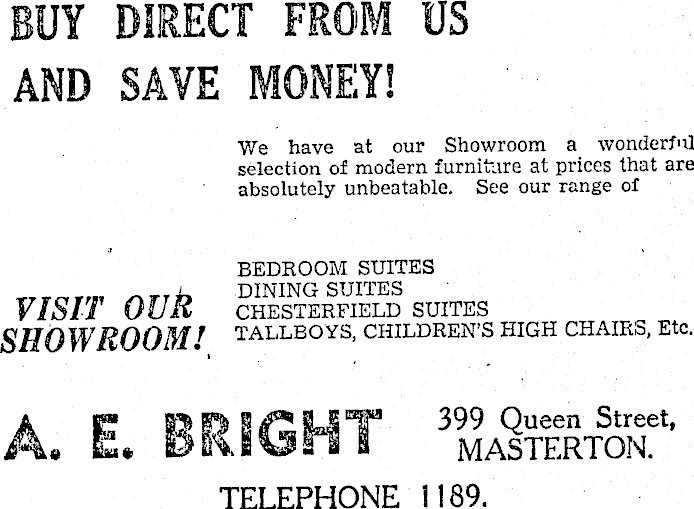 BUY DIRECT FROM US
AND SAVE MONEY!
We have at our Showroom a wonderful
selection of modern furniture at prices that are
absolutely unbeatable. See our range of
BEDROOM SUITES
DINING SUITES
CHESTERFIELD SUITES
TALLBOYS, CHILDREN'S HIGH CHAIRS, Etc.
VISIT OUR
SHOWROOM!
A. E. BRIGHT
399 Queen Street,
MASTERTON.
TELEPHONE 1189.